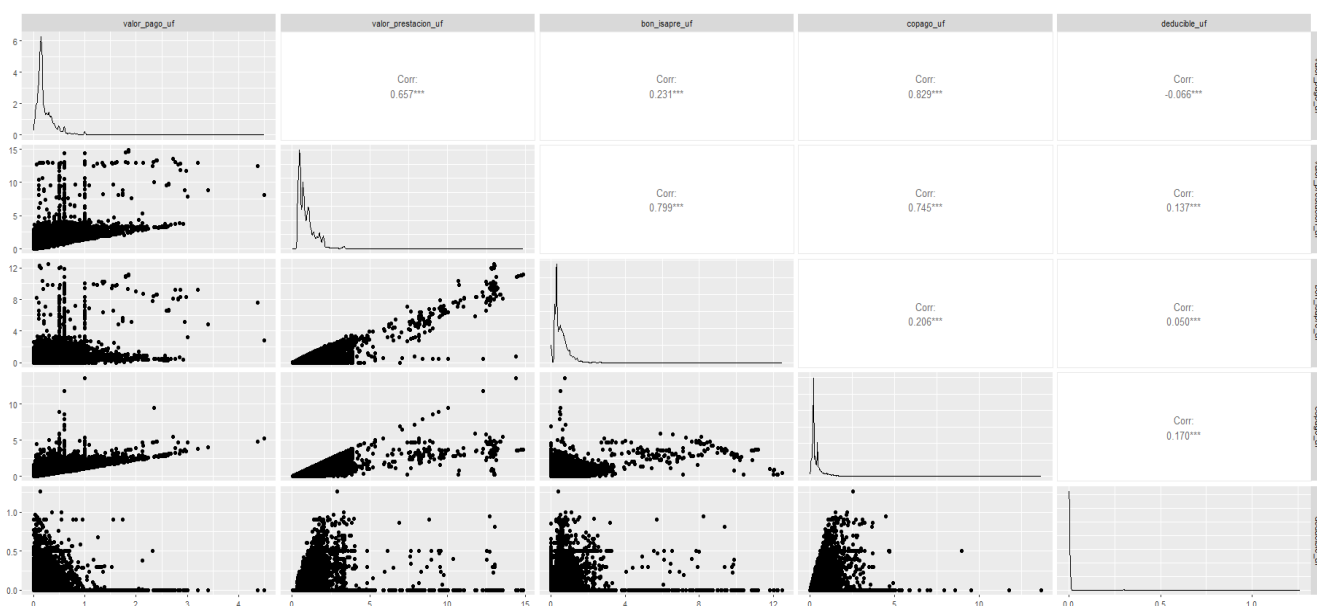 valor_pago_uf valor_prestacion_uf bon_isapre_uf copago_uf deducible_uf
6
4
2
0
Corr:
0.657***
Corr:
0.231***
Corr:
0.829***
Corr:
-0.066***
15
10
5
0
Corr:
0.799***
Corr:
0.745***
Corr:
0.137***
12
8
4
0
Corr:
0.206***
Corr:
0.050***
10
5
0
Corr:
0.170***
1.0
0.5
0.0
0 1 2 3 4
0 5 10 15
0 4 8 12
0 5 10
0.0 0.5 1.0